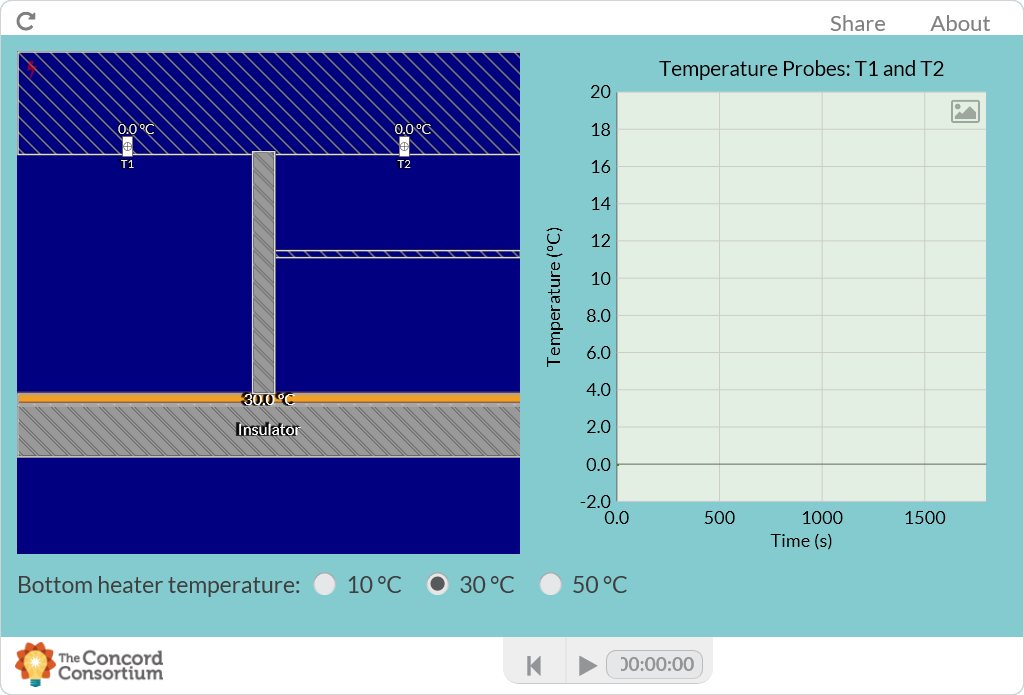 Share About
Temperature Probes: T1 and T2
0.0 °C
T1
0.0 °C
T2
30.0 °C
Insulator
20
18
16
14
12
10
8.0
6.0
4.0
2.0
0.0
-2.0
Temperature (°C)
0.0 500 1000 1500
Time (s)
Bottom heater temperature: 10 °C 30 °C 50 °C
The Concord
Consortium
00:00:00